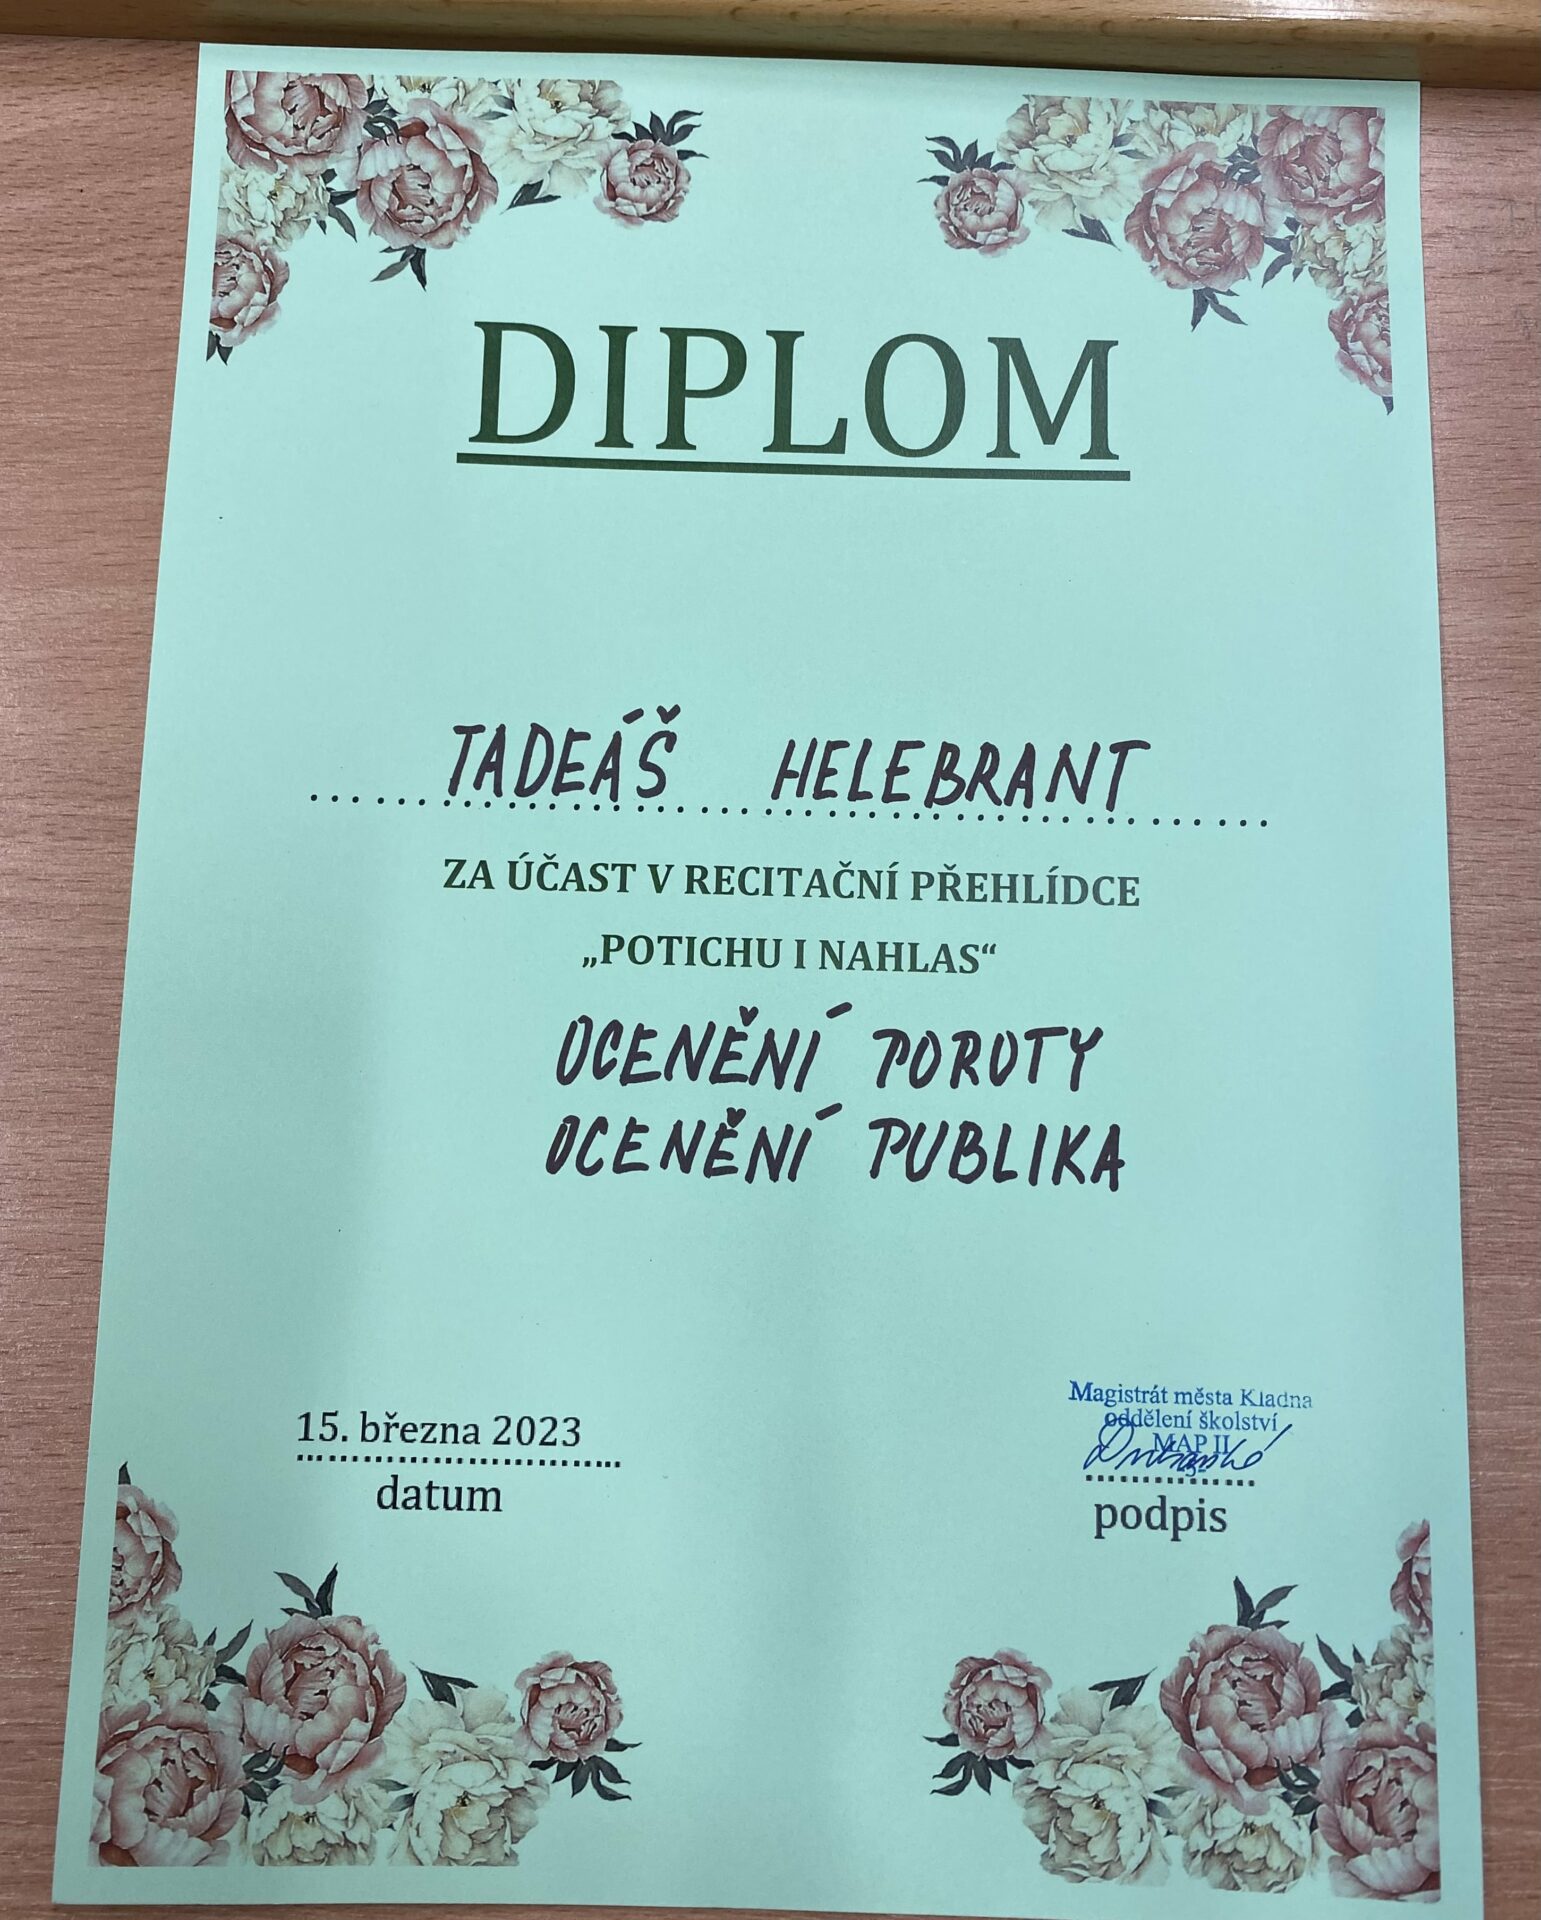 DIPLOM
TADEÁŠ HELEBRANT
ZA ÚČAST V RECITAČNÍ PŘEHLÍDCE
„POTICHU I NAHLAS“
OCENĚNÍ POROTY
OCENĚNÍ PUBLIKA
15. března 2023
datum
Magistrát města Kladna
oddělení školství
MAP II
podpis